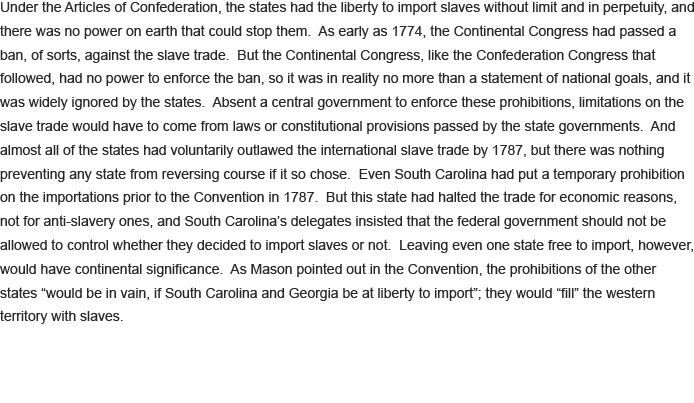 Under the Articles of Confederation, the states had the liberty to import slaves without limit and in perpetuity, and
there was no power on earth that could stop them.  As early as 1774, the Continental Congress had passed a
ban, of sorts, against the slave trade.  But the Continental Congress, like the Confederation Congress that
followed, had no power to enforce the ban, so it was in reality no more than a statement of national goals, and it
was widely ignored by the states.  Absent a central government to enforce these prohibitions, limitations on the
slave trade would have to come from laws or constitutional provisions passed by the state governments.  And
almost all of the states had voluntarily outlawed the international slave trade by 1787, but there was nothing
preventing any state from reversing course if it so chose.  Even South Carolina had put a temporary prohibition
on the importations prior to the Convention in 1787.  But this state had halted the trade for economic reasons,
not for anti-slavery ones, and South Carolina’s delegates insisted that the federal government should not be
allowed to control whether they decided to import slaves or not.  Leaving even one state free to import, however,
would have continental significance.  As Mason pointed out in the Convention, the prohibitions of the other
states “would be in vain, if South Carolina and Georgia be at liberty to import”; they would “fill” the western
territory with slaves.